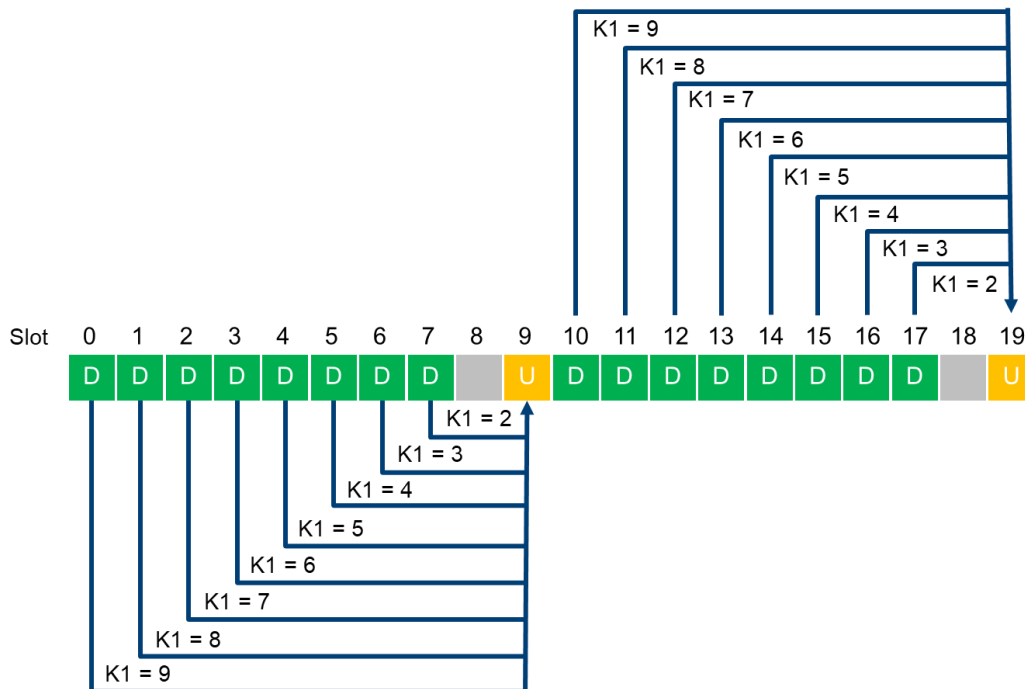 K1 = 9
K1 = 8
K1 = 7
K1 = 6
K1 = 5
K1 = 4
K1 = 3
K1 = 2
Slot 0 1 2 3 4 5 6 7 8 9 10 11 12 13 14 15 16 17 18 19
D D D D D D D D U D D D D D D D D U
K1 = 2
K1 = 3
K1 = 4
K1 = 5
K1 = 6
K1 = 7
K1 = 8
K1 = 9